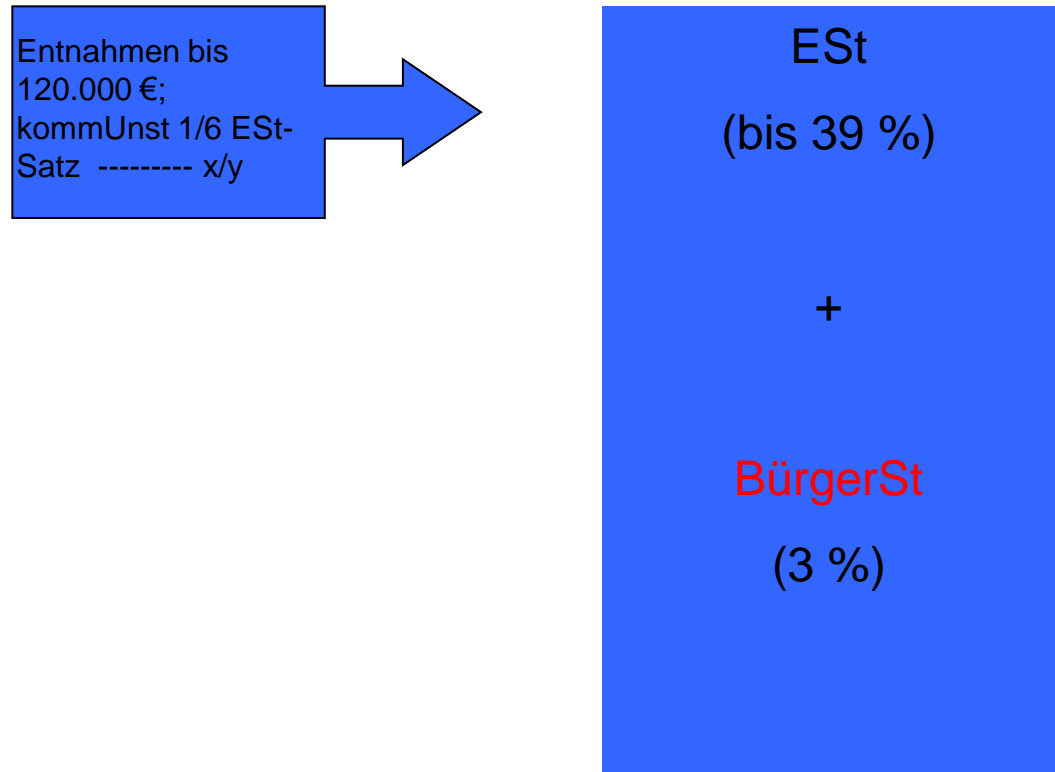 Entnahmen bis
120.000 €;
kommUnst 1/6 ESt-
Satz --------- x/y
ESt
(bis 39 %)
+
BürgerSt
(3 %)